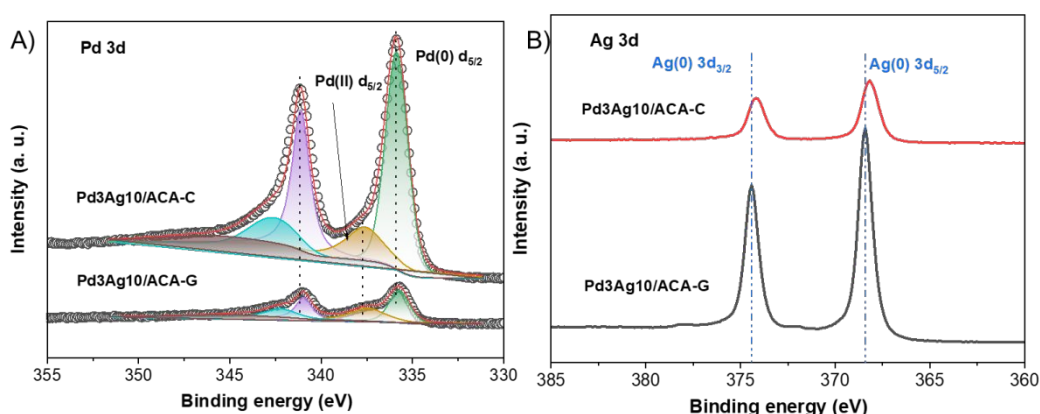 A)
Pd 3d
Pd(0) d5/2
Pd(II) d5/2
Pd3Ag10/ACA-C
Pd3Ag10/ACA-G
Intensity (a. u.)
355 350 345 340 335 330
Binding energy (eV)
B)
Ag 3d
Ag(0) 3d3/2
Ag(0) 3d5/2
Pd3Ag10/ACA-C
Pd3Ag10/ACA-G
Intensity (a. u.)
385 380 375 370 365 360
Binding energy (eV)